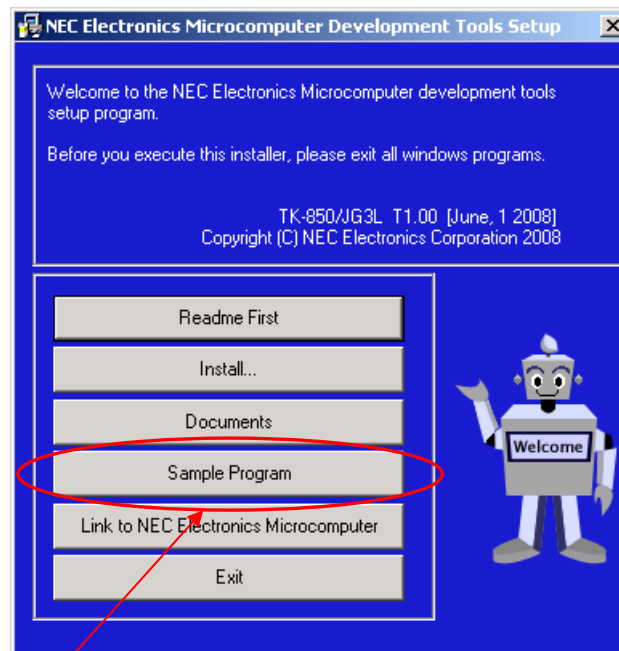 NEC Electronics Microcomputer Development Tools Setup
Welcome to the NEC Electronics Microcomputer development tools
setup program.
Before you execute this installer, please exit all windows programs.
TK-850/JG3L T1.00 [June, 1 2008]
Copyright (C) NEC Electronics Corporation 2008
Readme First
Install...
Documents
Sample Program
Link to NEC Electronics Microcomputer
Exit
Welcome